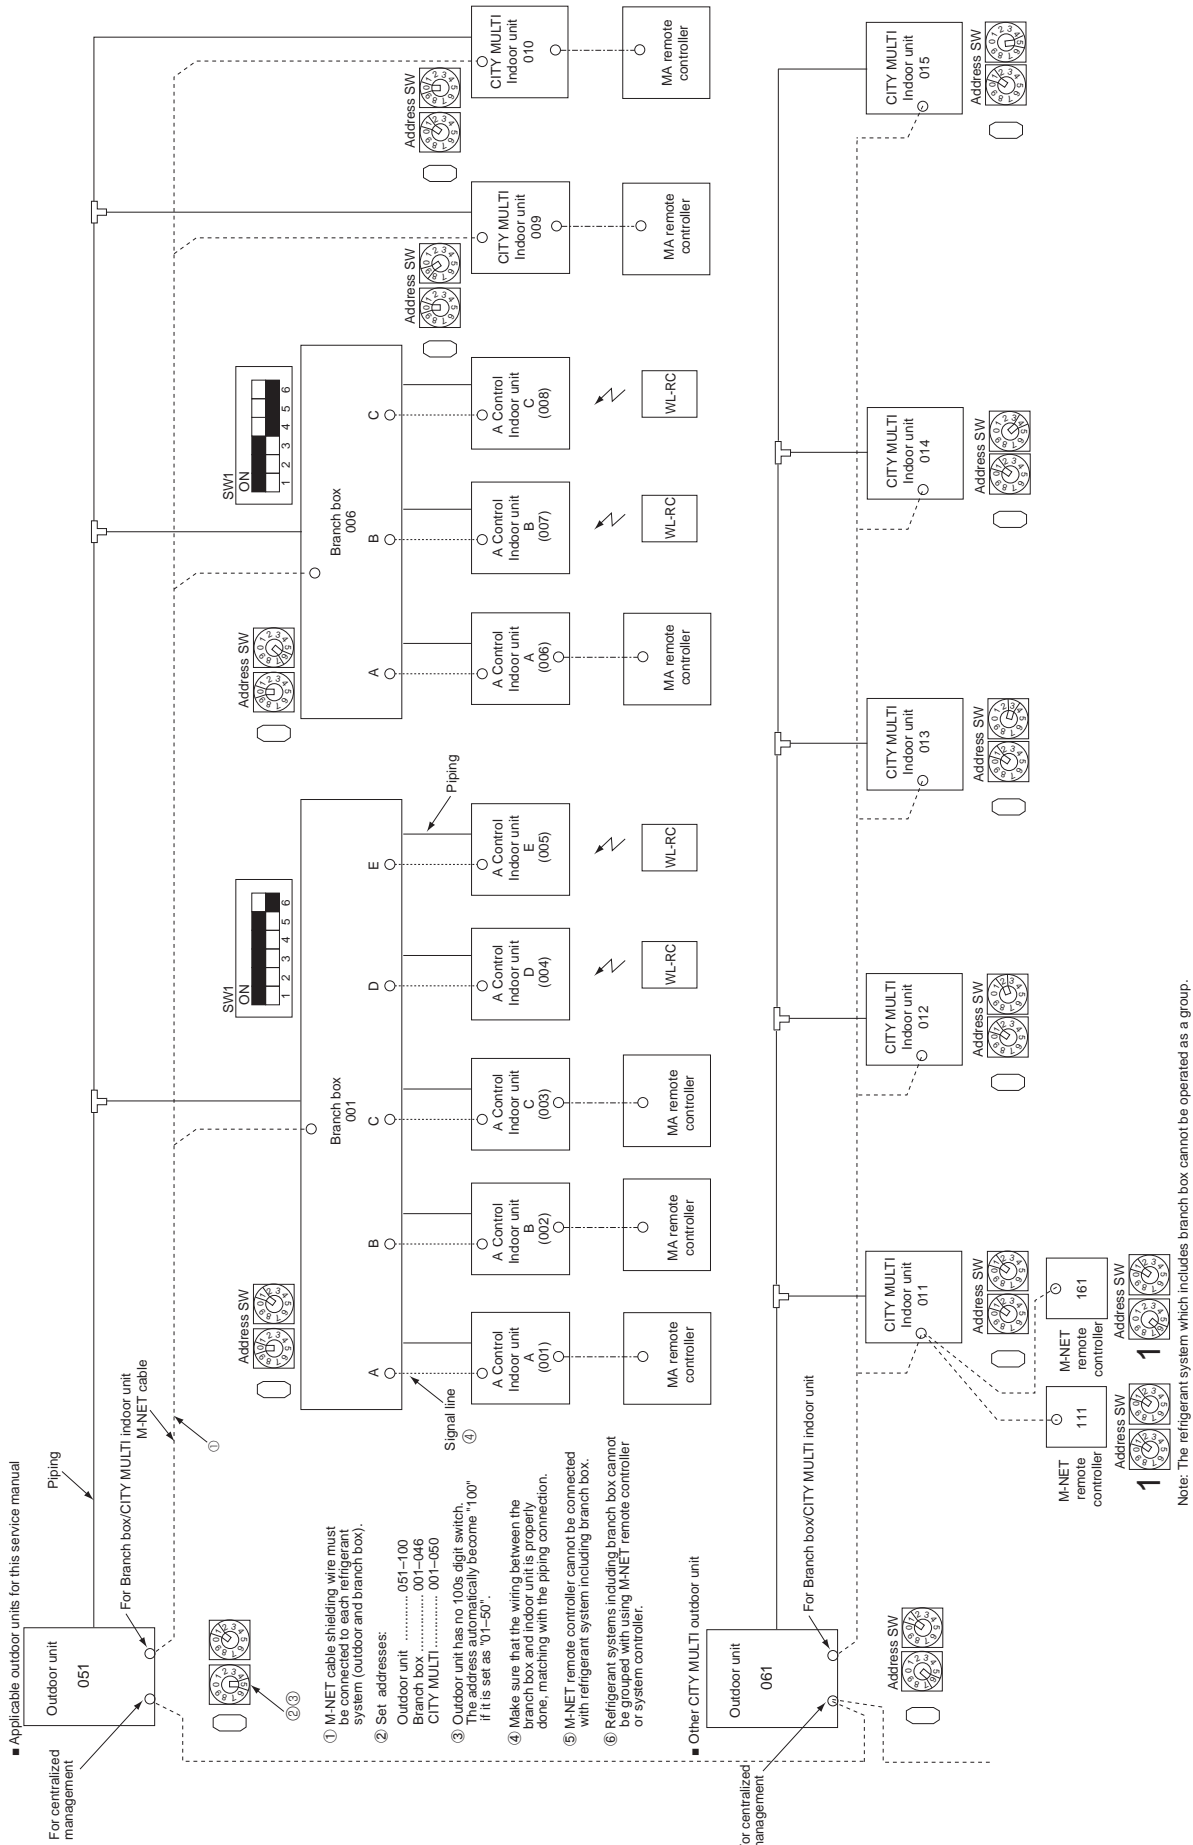 ■ Applicable outdoor units for this service manual
For centralized
management
Outdoor unit
051
Piping
For Branch box/CITY MULTI indoor unit
M-NET cable
①
②③
① M-NET cable shielding wire must
be connected to each refrigerant
system (outdoor and branch box).
② Set addresses:
Outdoor unit ......... 051–100
Branch box. .......... 001–046
CITY MULTI ........... 001–050
③ Outdoor unit has no 100s digit switch.
The address automatically become "100"
if it is set as "01–50".
④ Make sure that the wiring between the
branch box and indoor unit is properly
done, matching with the piping connection.
⑤ M-NET remote controller cannot be connected
with refrigerant system including branch box.
⑥ Refrigerant systems including branch box cannot
be grouped with using M-NET remote controller
or system controller.
Address SW
SW1
ON
1 2 3 4 5 6
Branch box
001
A
B
C
D
E
Signal line
④
Piping
A Control
Indoor unit
A
(001)
A Control
Indoor unit
B
(002)
A Control
Indoor unit
C
(003)
A Control
Indoor unit
D
(004)
A Control
Indoor unit
E
(005)
MA remote
controller
MA remote
controller
MA remote
controller
WL-RC
WL-RC
Address SW
SW1
ON
1 2 3 4 5 6
Branch box
006
A
B
C
A Control
Indoor unit
A
(006)
A Control
Indoor unit
B
(007)
A Control
Indoor unit
C
(008)
MA remote
controller
WL-RC
WL-RC
Address SW
CITY MULTI
Indoor unit
009
MA remote
controller
Address SW
CITY MULTI
Indoor unit
010
MA remote
controller
■ Other CITY MULTI outdoor unit
Outdoor unit
061
For Branch box/CITY MULTI indoor unit
management
Address SW
CITY MULTI
Indoor unit
011
Address SW
M-NET
remote
controller
111
Address SW
1
M-NET
remote
controller
161
Address SW
1
CITY MULTI
Indoor unit
012
Address SW
CITY MULTI
Indoor unit
013
Address SW
CITY MULTI
Indoor unit
014
Address SW
CITY MULTI
Indoor unit
015
Address SW
Note: The refrigerant system which includes branch box cannot be operated as a group.